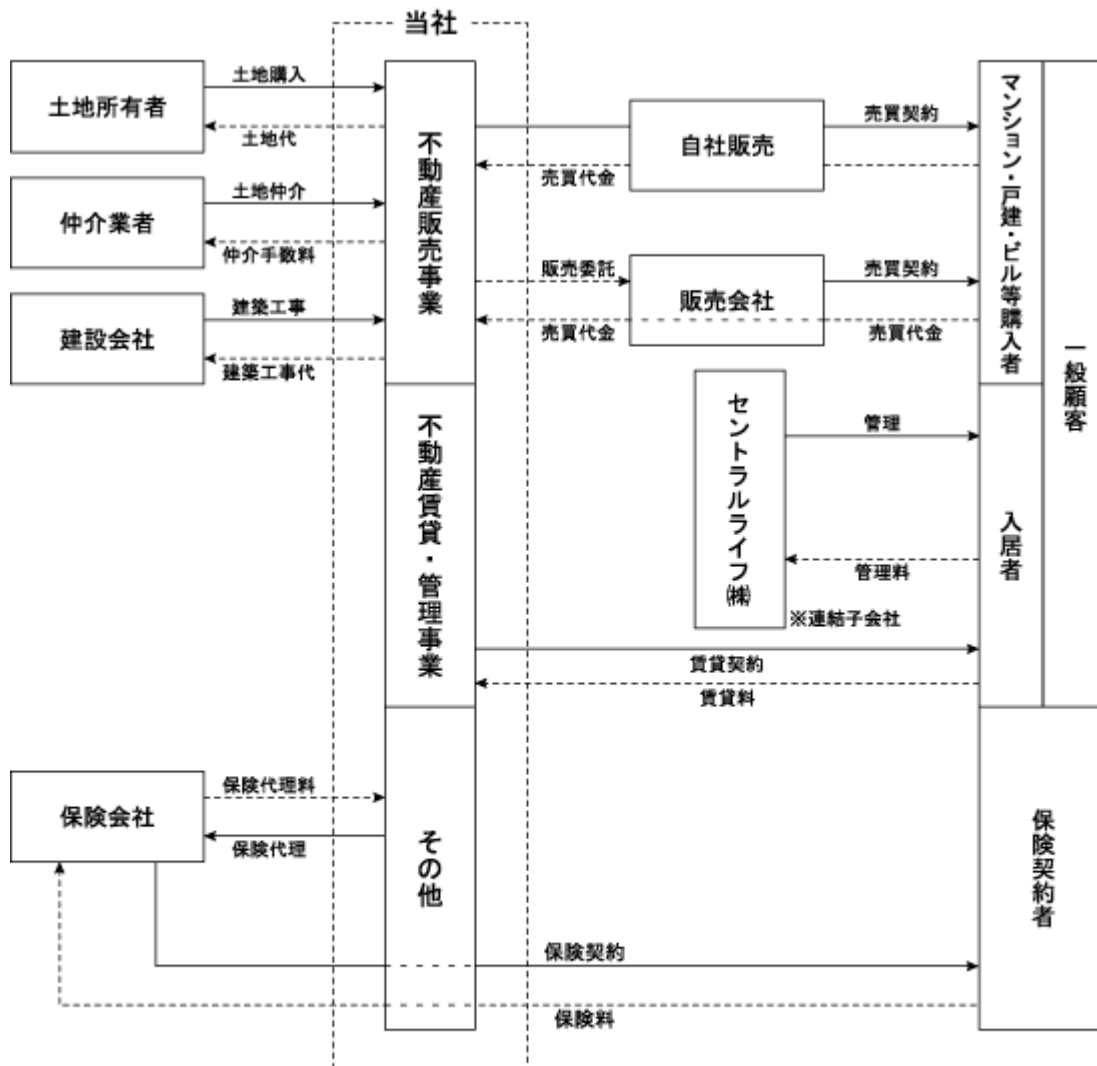 当社
土地所有者
土地購入
土地代
仲介業者
土地仲介
仲介手数料
建設会社
建築工事
建築工事代
不動産販売事業
自社販売
売買契約
売買代金
販売委託
販売会社
売買契約
売買代金
売買代金
マンション・戸建・ビル等購入者
一般顧客
不動産賃貸・管理事業
セントラルライフ㈱
※連結子会社
管理
管理料
入居者
賃貸契約
賃貸料
保険会社
保険代理料
保険代理
その他
保険契約者
保険契約
保険料